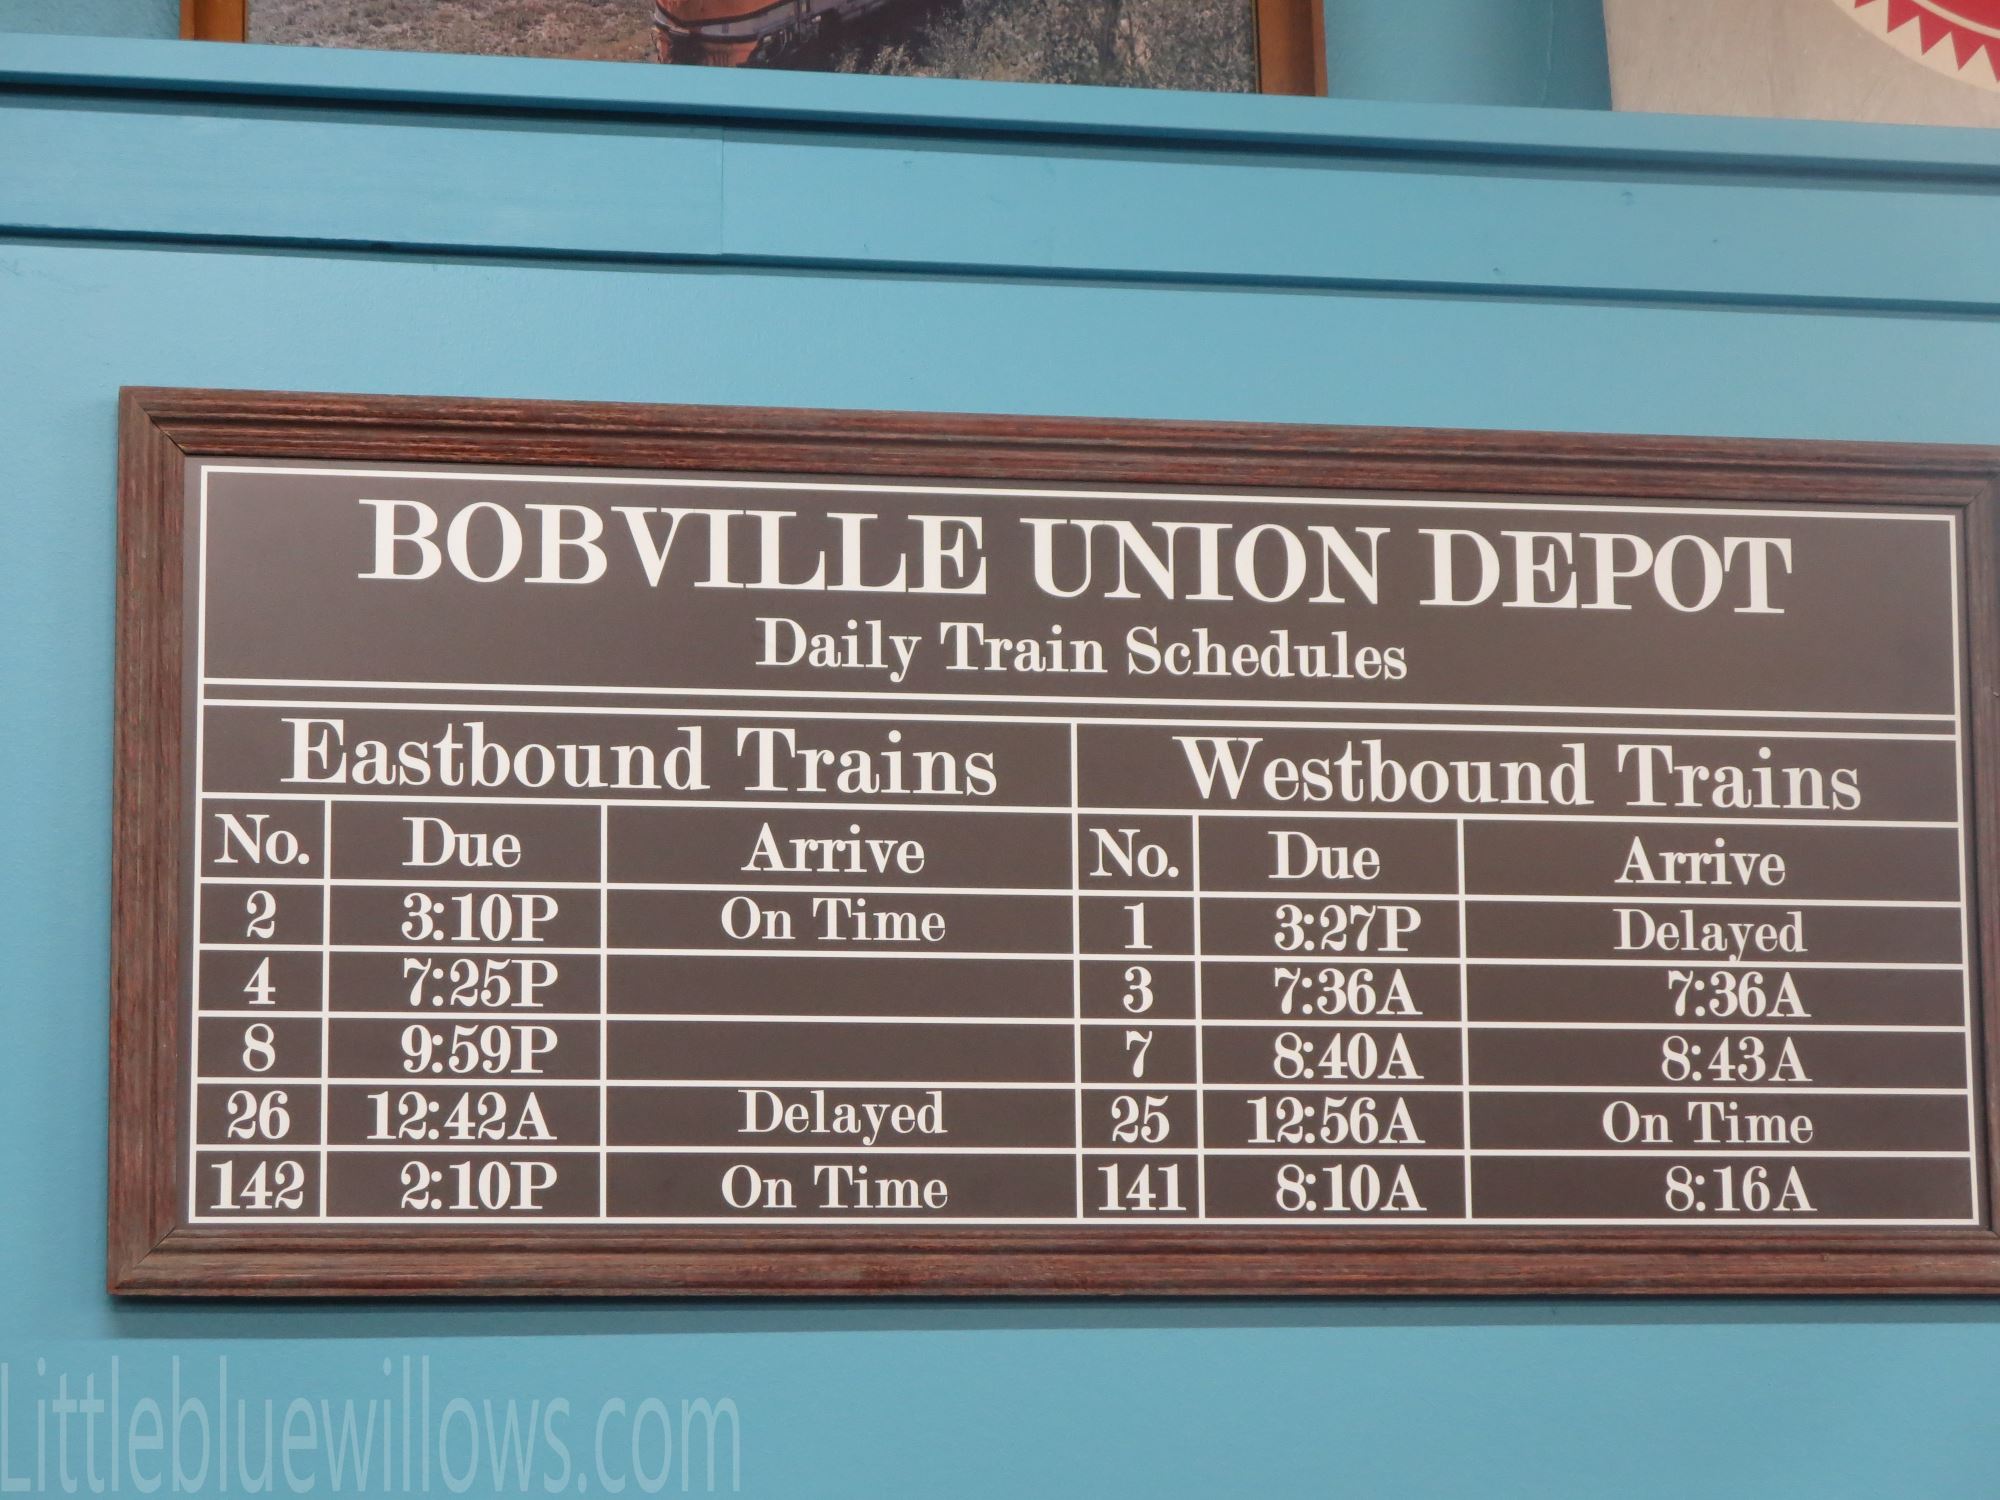 BOBVILLE UNION DEPOT
Daily Train Schedules
Eastbound Trains Westbound Trains
No. Due Arrive No. Due Arrive
2 3:10P On Time 1 3:27P Delayed
4 7:25P 3 7:36A 7:36A
8 9:59P 7 8:40A 8:43A
26 12:42A Delayed 25 12:56A On Time
142 2:10P On Time 141 8:10A 8:16A
Littlebluewillows.com